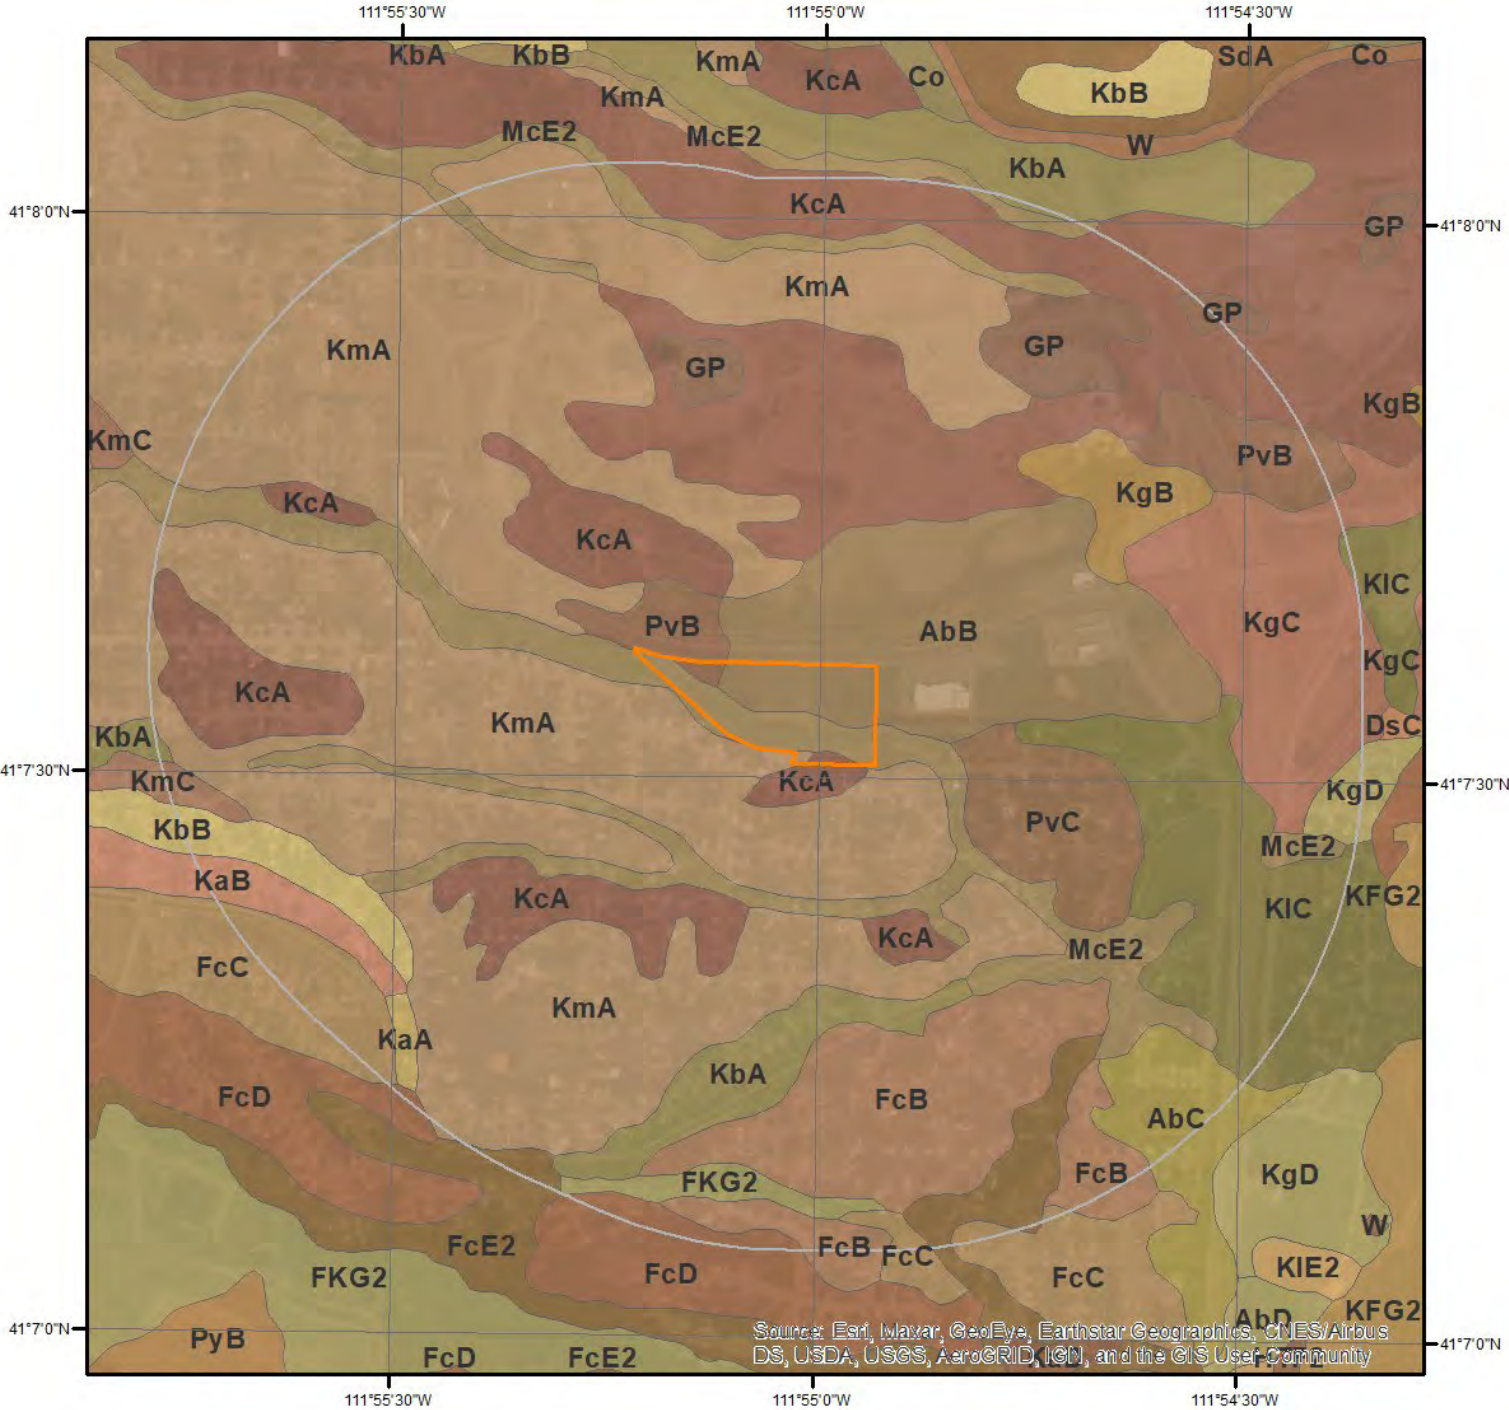 111°55'30"W 111°55'0"W 111°54'30"W
KbA KbB KmA KcA Co SdA Co
KmA KbB
McE2 McE2 W
KbA
41°8'0"N KcA GP 41°8'0"N
KmA GP
KmA GP GP
KgB
KmC PvB
KcA KgB
KcA KlC
PvB AbB KgC
KgC
KcA KmA DsC
KbA
41°7'30"N KmC KcA KgD 41°7'30"N
KbB PvC McE2
KaB KcA KlC KFG2
KcA McE2
FcC
KmA
KaA
KbA
FcD FcB AbC
FKG2 FcB KgD
W
FcE2 FcB FcC
FKG2 FcD FcC KlE2
AbD KFG2
41°7'0"N PyB 41°7'0"N
Source: Esri, Maxar, GeoEye, Earthstar Geographics, CNES/Airbus
FcD FcE2 DS, USDA, USGS, AeroGRID, IGN, and the GIS User Community
111°55'30"W 111°55'0"W 111°54'30"W